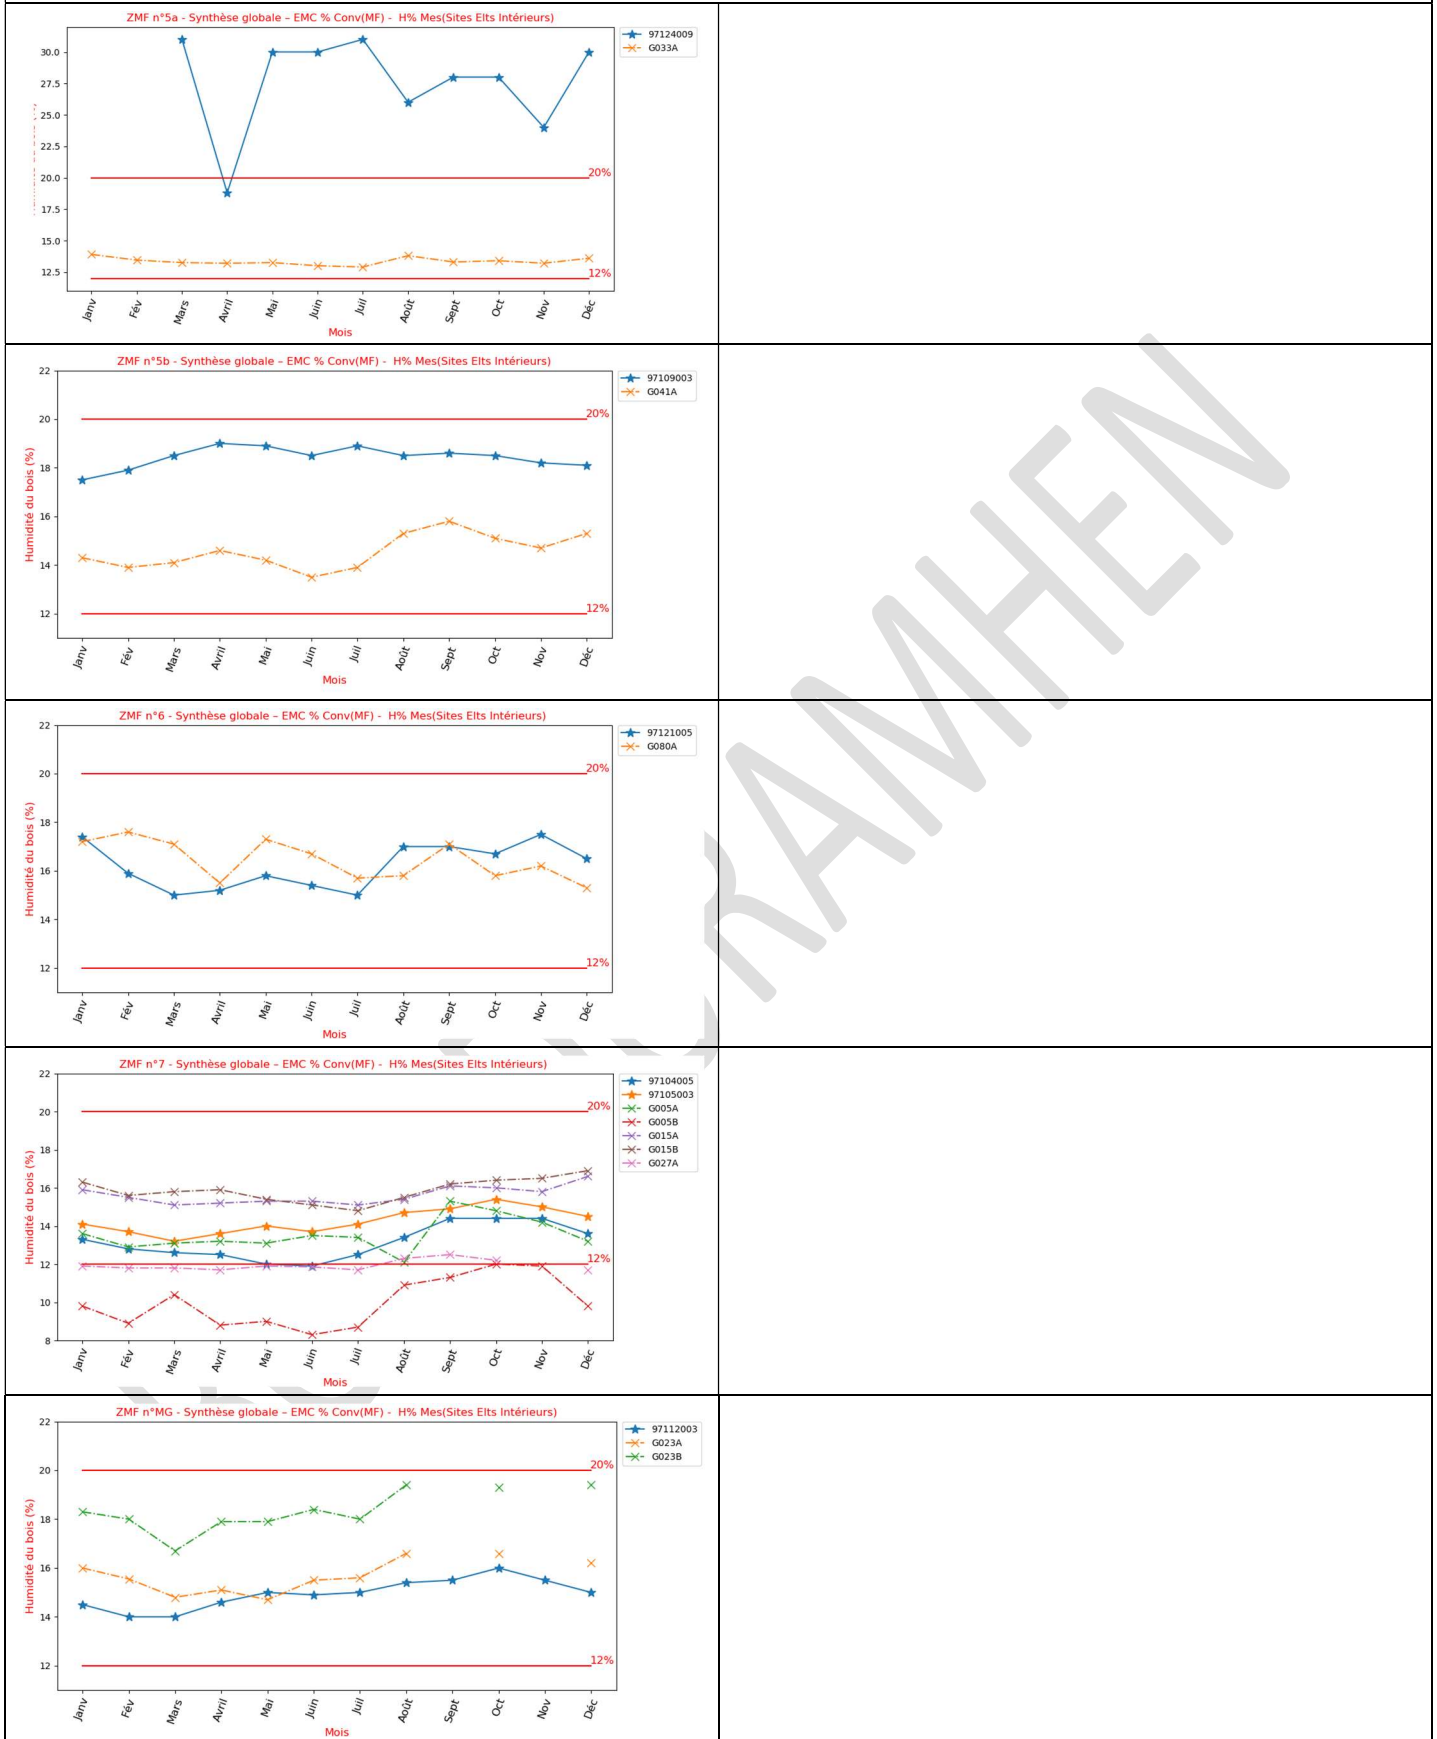 ZMF n°5a - Synthèse globale – EMC % Conv(MF) - H% Mes(Sites Elts Intérieurs)
97124009
G033A
30.0
27.5
25.0
22.5
20.0
17.5
15.0
12.5
20%
12%
Janv Fév Mars Avril Mai Juin Juil Août Sept Oct Nov Déc
Mois
ZMF n°5b - Synthèse globale – EMC % Conv(MF) - H% Mes(Sites Elts Intérieurs)
97109003
G041A
Humidité du bois (%)
22
20
18
16
14
12
20%
12%
Janv Fév Mars Avril Mai Juin Juil Août Sept Oct Nov Déc
Mois
ZMF n°6 - Synthèse globale – EMC % Conv(MF) - H% Mes(Sites Elts Intérieurs)
97121005
G080A
Humidité du bois (%)
22
20
18
16
14
12
20%
12%
Janv Fév Mars Avril Mai Juin Juil Août Sept Oct Nov Déc
Mois
ZMF n°7 - Synthèse globale – EMC % Conv(MF) - H% Mes(Sites Elts Intérieurs)
97104005
97105003
G005A
G005B
G015A
G015B
G027A
Humidité du bois (%)
22
20
18
16
14
12
10
8
20%
12%
Janv Fév Mars Avril Mai Juin Juil Août Sept Oct Nov Déc
Mois
ZMF n°MG - Synthèse globale – EMC % Conv(MF) - H% Mes(Sites Elts Intérieurs)
97112003
G023A
G023B
Humidité du bois (%)
22
20
18
16
14
12
20%
12%
Janv Fév Mars Avril Mai Juin Juil Août Sept Oct Nov Déc
Mois
RAMHEN